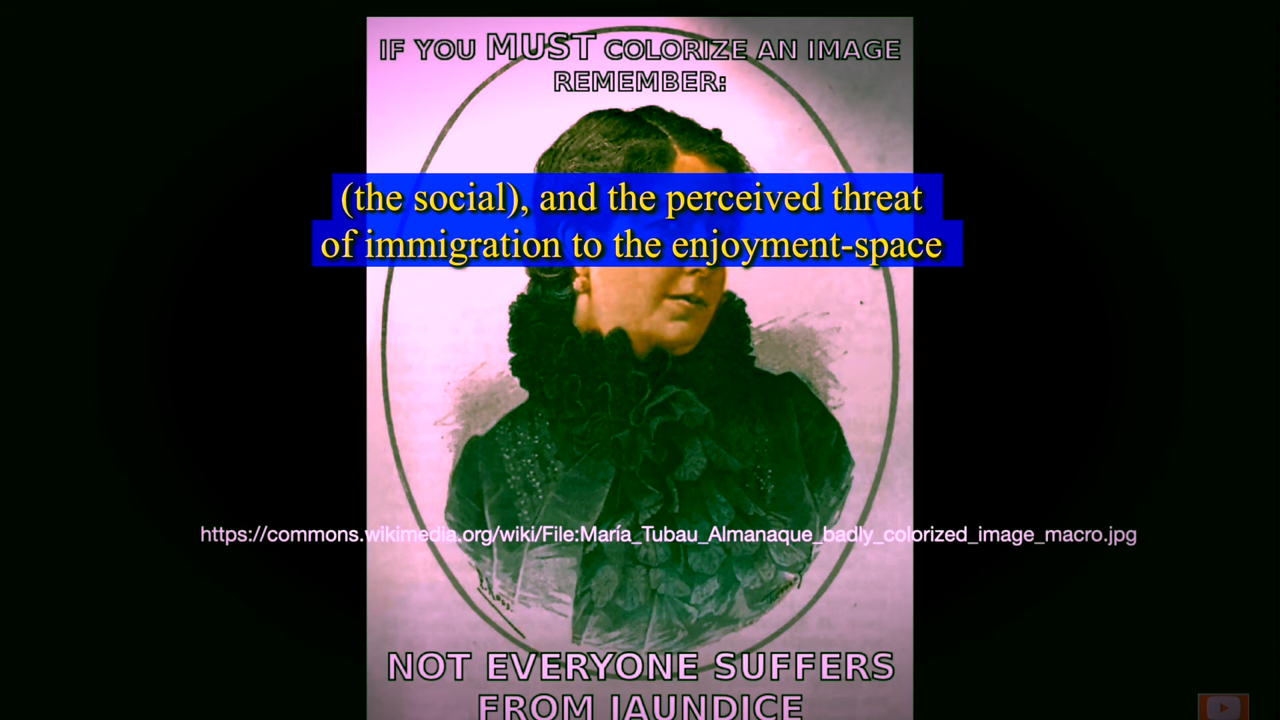 IF YOU MUST COLORIZE AN IMAGE
REMEMBER:
(the social), and the perceived threat
of immigration to the enjoyment-space
https://commons.wikimedia.org/wiki/File:María_Tubau_Almanaque_badly_colorized_image_macro.jpg
NOT EVERYONE SUFFERS
FROM JAUNDICE